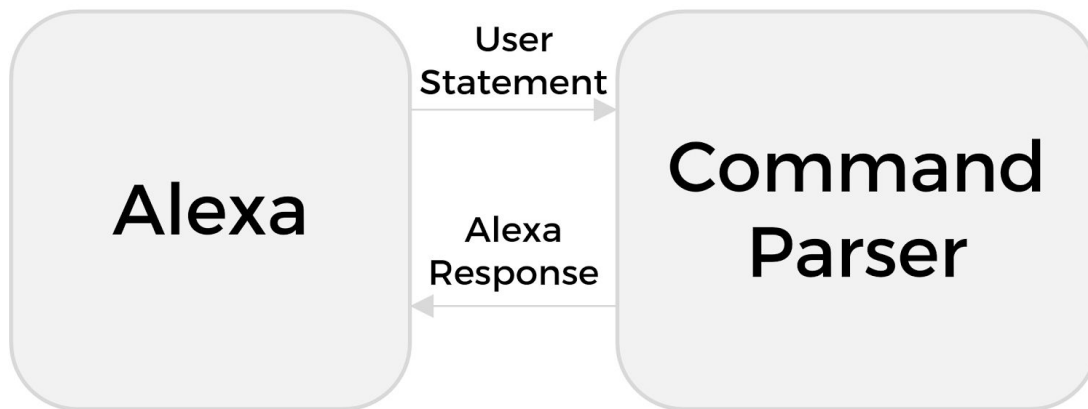 Alexa
User
Statement
Alexa
Response
Command
Parser